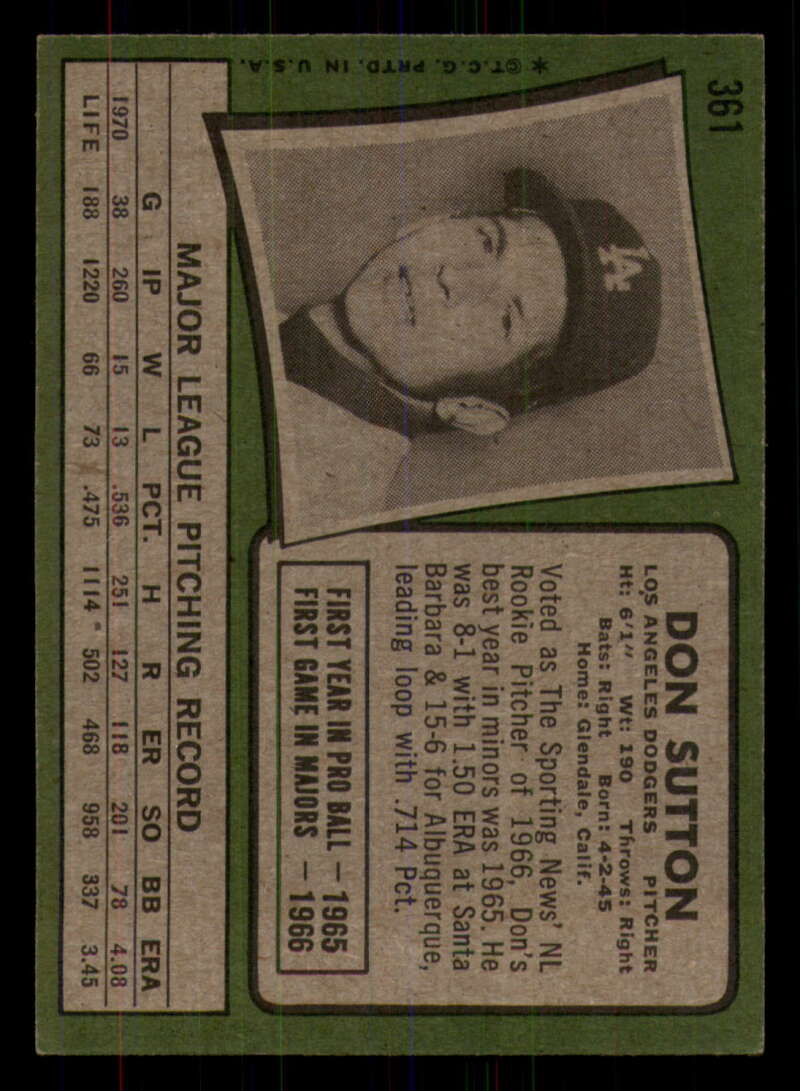 361
* ©T.C.G. PRTD. IN U.S.A.
LA
DON SUTTON
LOS ANGELES DODGERS PITCHER
Ht: 6'1" Wt: 190 Throws: Right
Bats: Right Born: 4-2-45
Home: Glendale, Calif.
Voted as The Sporting News' NL
Rookie Pitcher of 1966, Don's
best year in minors was 1965. He
was 8-1 with 1.50 ERA at Santa
Barbara & 15-6 for Albuquerque,
leading loop with .714 Pct.
FIRST YEAR IN PRO BALL — 1965
FIRST GAME IN MAJORS — 1966
MAJOR LEAGUE PITCHING RECORD
G IP W L PCT. H R ER SO BB ERA
1970 38 260 15 13 .536 251 127 118 201 78 4.08
LIFE 188 1220 66 73 .475 1114 502 468 958 337 3.45